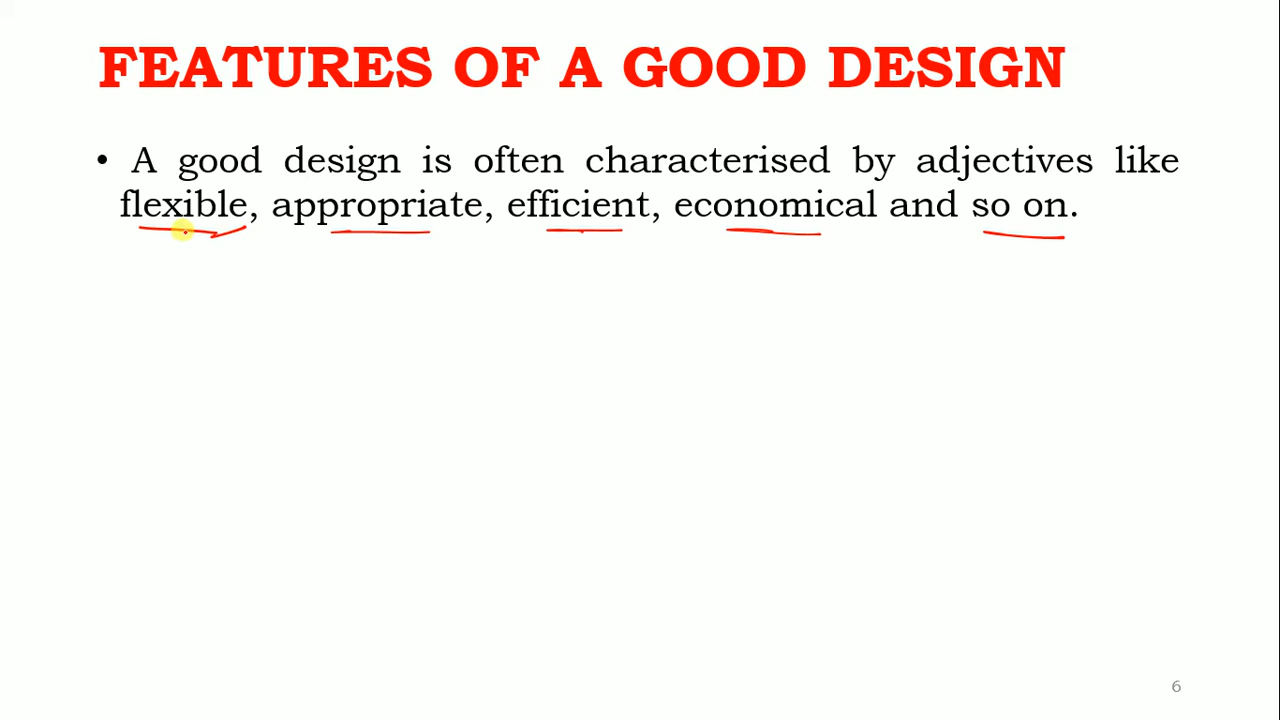 FEATURES OF A GOOD DESIGN
• A good design is often characterised by adjectives like
flexible, appropriate, efficient, economical and so on.
6